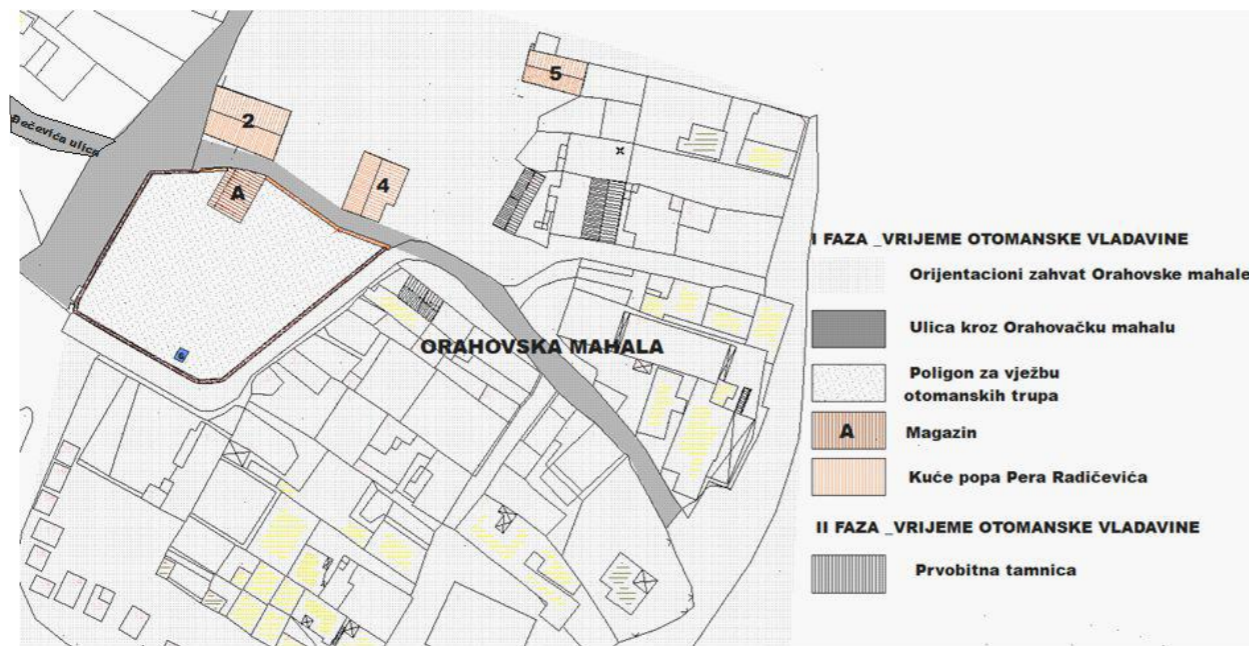 5
2
Bečevića ulica
4
A
6
ORAHOVSKA MAHALA
I FAZA _VRIJEME OTOMANSKE VLADAVINE
Orijentacioni zahvat Orahovske mahale
Ulica kroz Orahovačku mahalu
Poligon za vježbu
otomanskih trupa
A Magazin
Kuće popa Pera Radičevića
II FAZA _VRIJEME OTOMANSKE VLADAVINE
Prvobitna tamnica